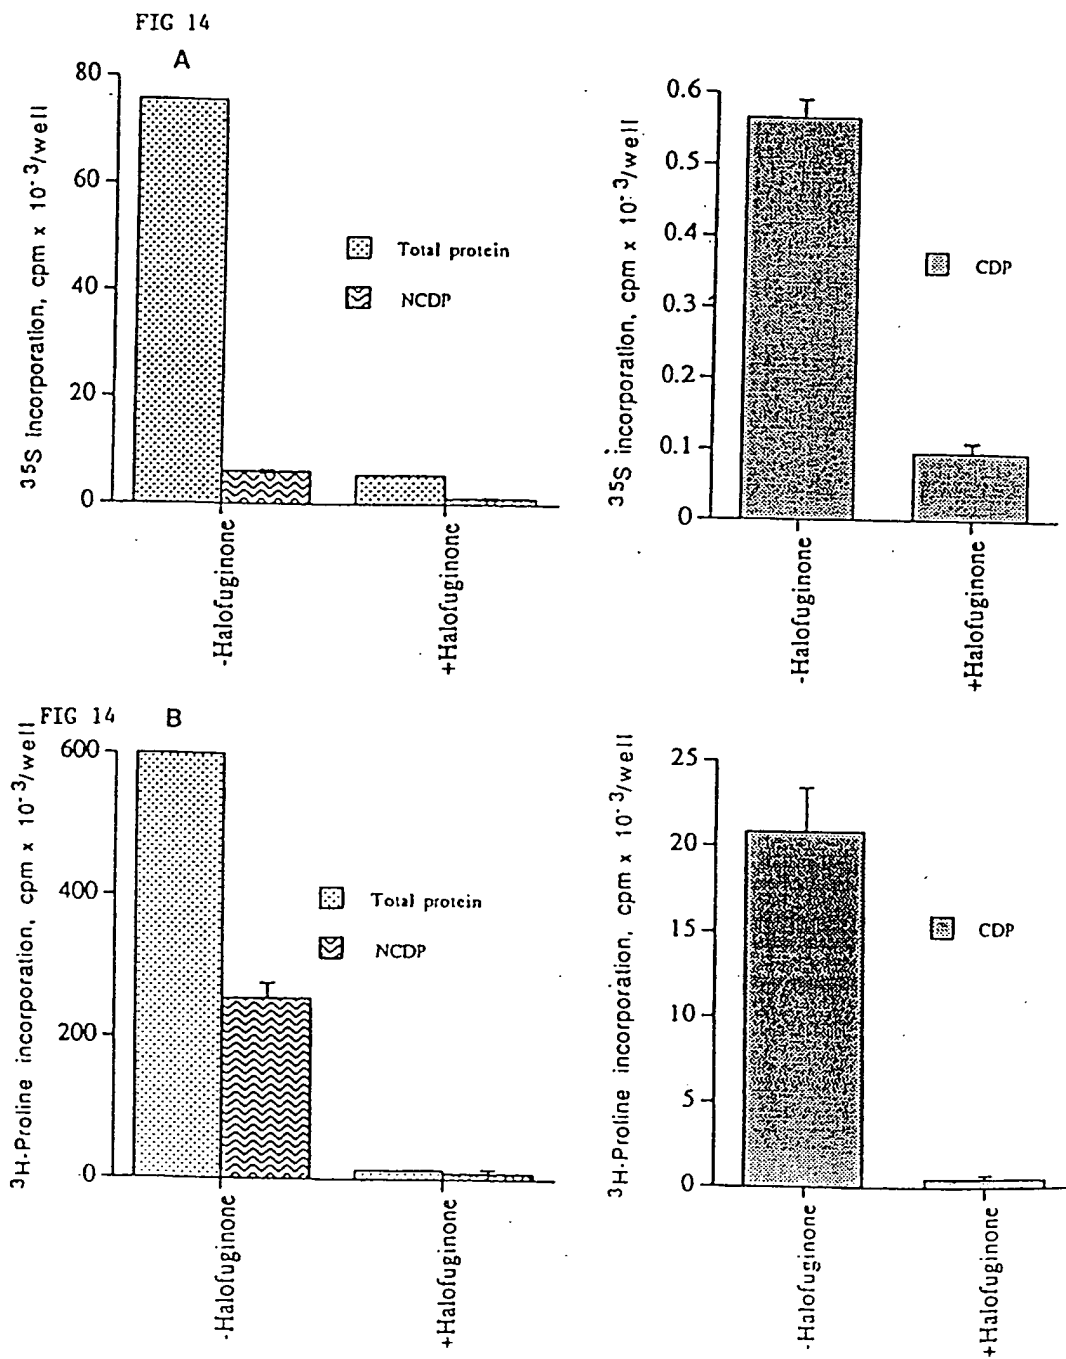 FIG 14
A
80
60
40
20
0
35S incorporation, cpm x 10-3/well
Total protein
NCDP
-Halofuginone
+Halofuginone
0.6
0.5
0.4
0.3
0.2
0.1
0
35S incorporation, cpm x 10-3/well
CDP
-Halofuginone
+Halofuginone
FIG 14
B
600
400
200
0
3H-Proline incorporation, cpm x 10-3/well
Total protein
NCDP
-Halofuginone
+Halofuginone
25
20
15
10
5
0
3H-Proline incorporation, cpm x 10-3/well
CDP
-Halofuginone
+Halofuginone